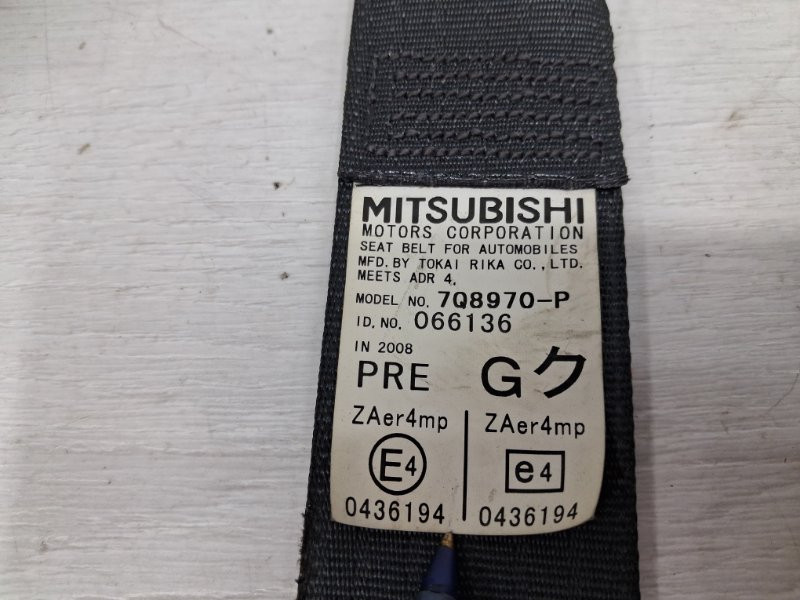 MITSUBISHI
MOTORS CORPORATION
SEAT BELT FOR AUTOMOBILES
MFD. BY TOKAI RIKA CO., LTD.
MEETS ADR 4.
MODEL NO. 7Q8970-P
ID. NO. 066136
IN 2008
PRE Gク
ZAer4mp ZAer4mp
E4 e4
0436194 0436194